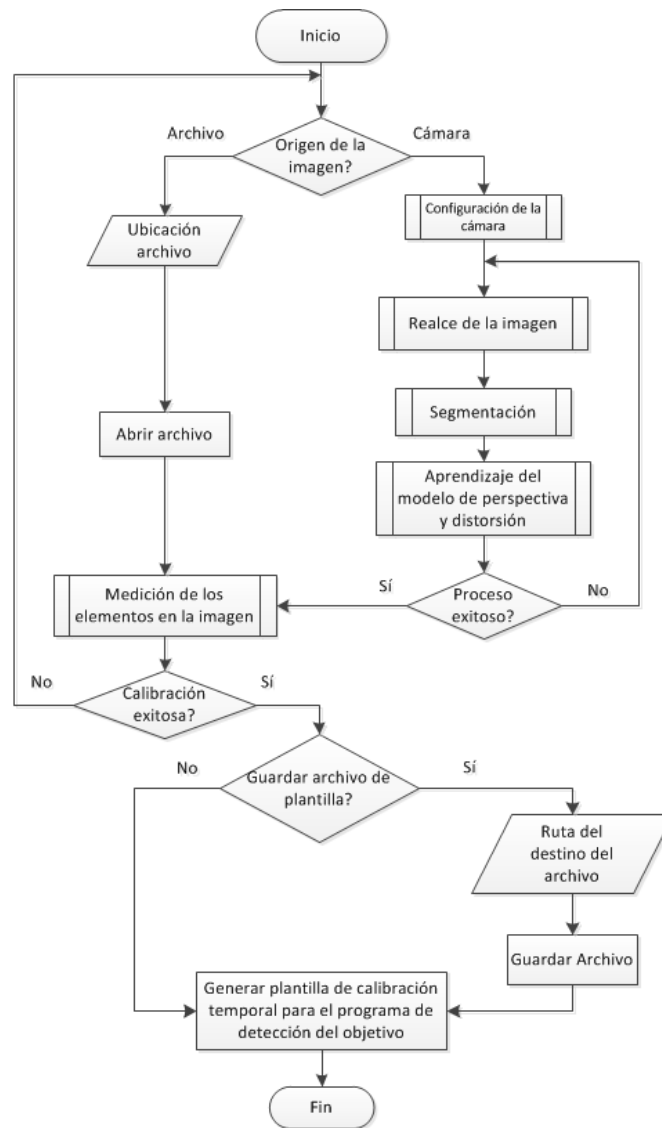 Inicio
Archivo
Cámara
Origen de la
imagen?
Ubicación
archivo
Configuración de la
cámara
Realce de la imagen
Abrir archivo
Segmentación
Aprendizaje del
modelo de perspectiva
y distorsión
Medición de los
elementos en la imagen
Sí
Proceso
exitoso?
No
No
Calibración
exitosa?
Sí
No
Guardar archivo de
plantilla?
Sí
Ruta del
destino del
archivo
Guardar Archivo
Generar plantilla de calibración
temporal para el programa de
detección del objetivo
Fin